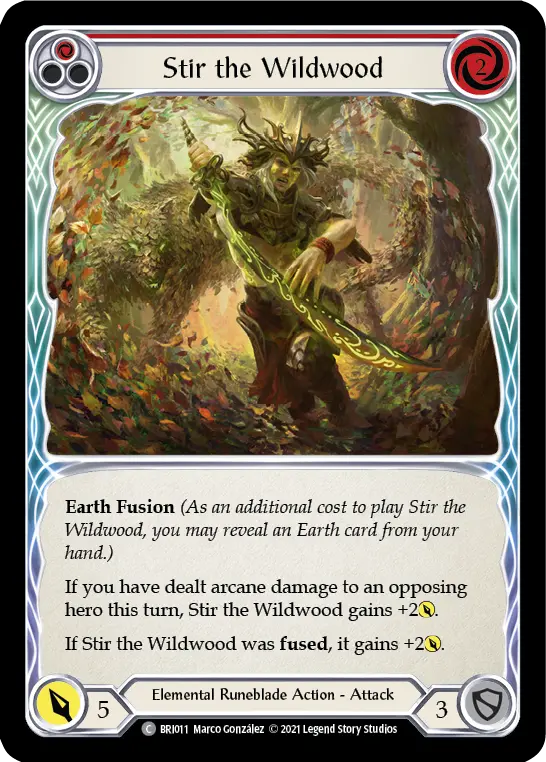 Stir the Wildwood
2
Earth Fusion (As an additional cost to play Stir the
Wildwood, you may reveal an Earth card from your
hand.)
If you have dealt arcane damage to an opposing
hero this turn, Stir the Wildwood gains +2.
If Stir the Wildwood was fused, it gains +2.
5
Elemental Runeblade Action - Attack
3
C BRI011 Marco González © 2021 Legend Story Studios